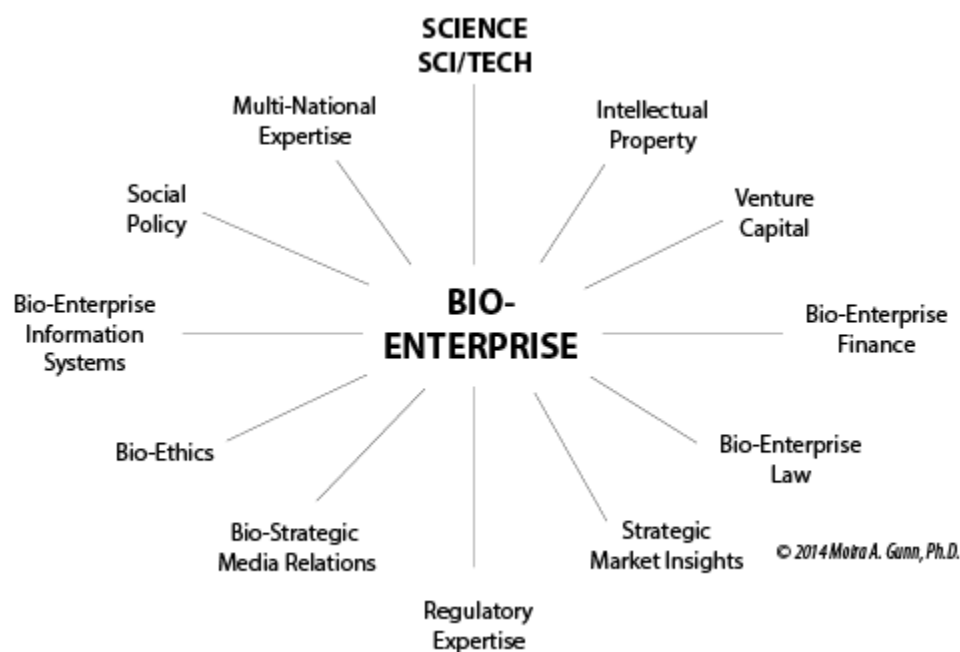 SCIENCE
SCI/TECH
Multi-National
Expertise
Intellectual
Property
Social
Policy
Venture
Capital
BIO-
ENTERPRISE
Bio-Enterprise
Information
Systems
Bio-Enterprise
Finance
Bio-Ethics
Bio-Enterprise
Law
Bio-Strategic
Media Relations
Strategic
Market Insights
© 2014 Moira A. Gunn, Ph.D.
Regulatory
Expertise